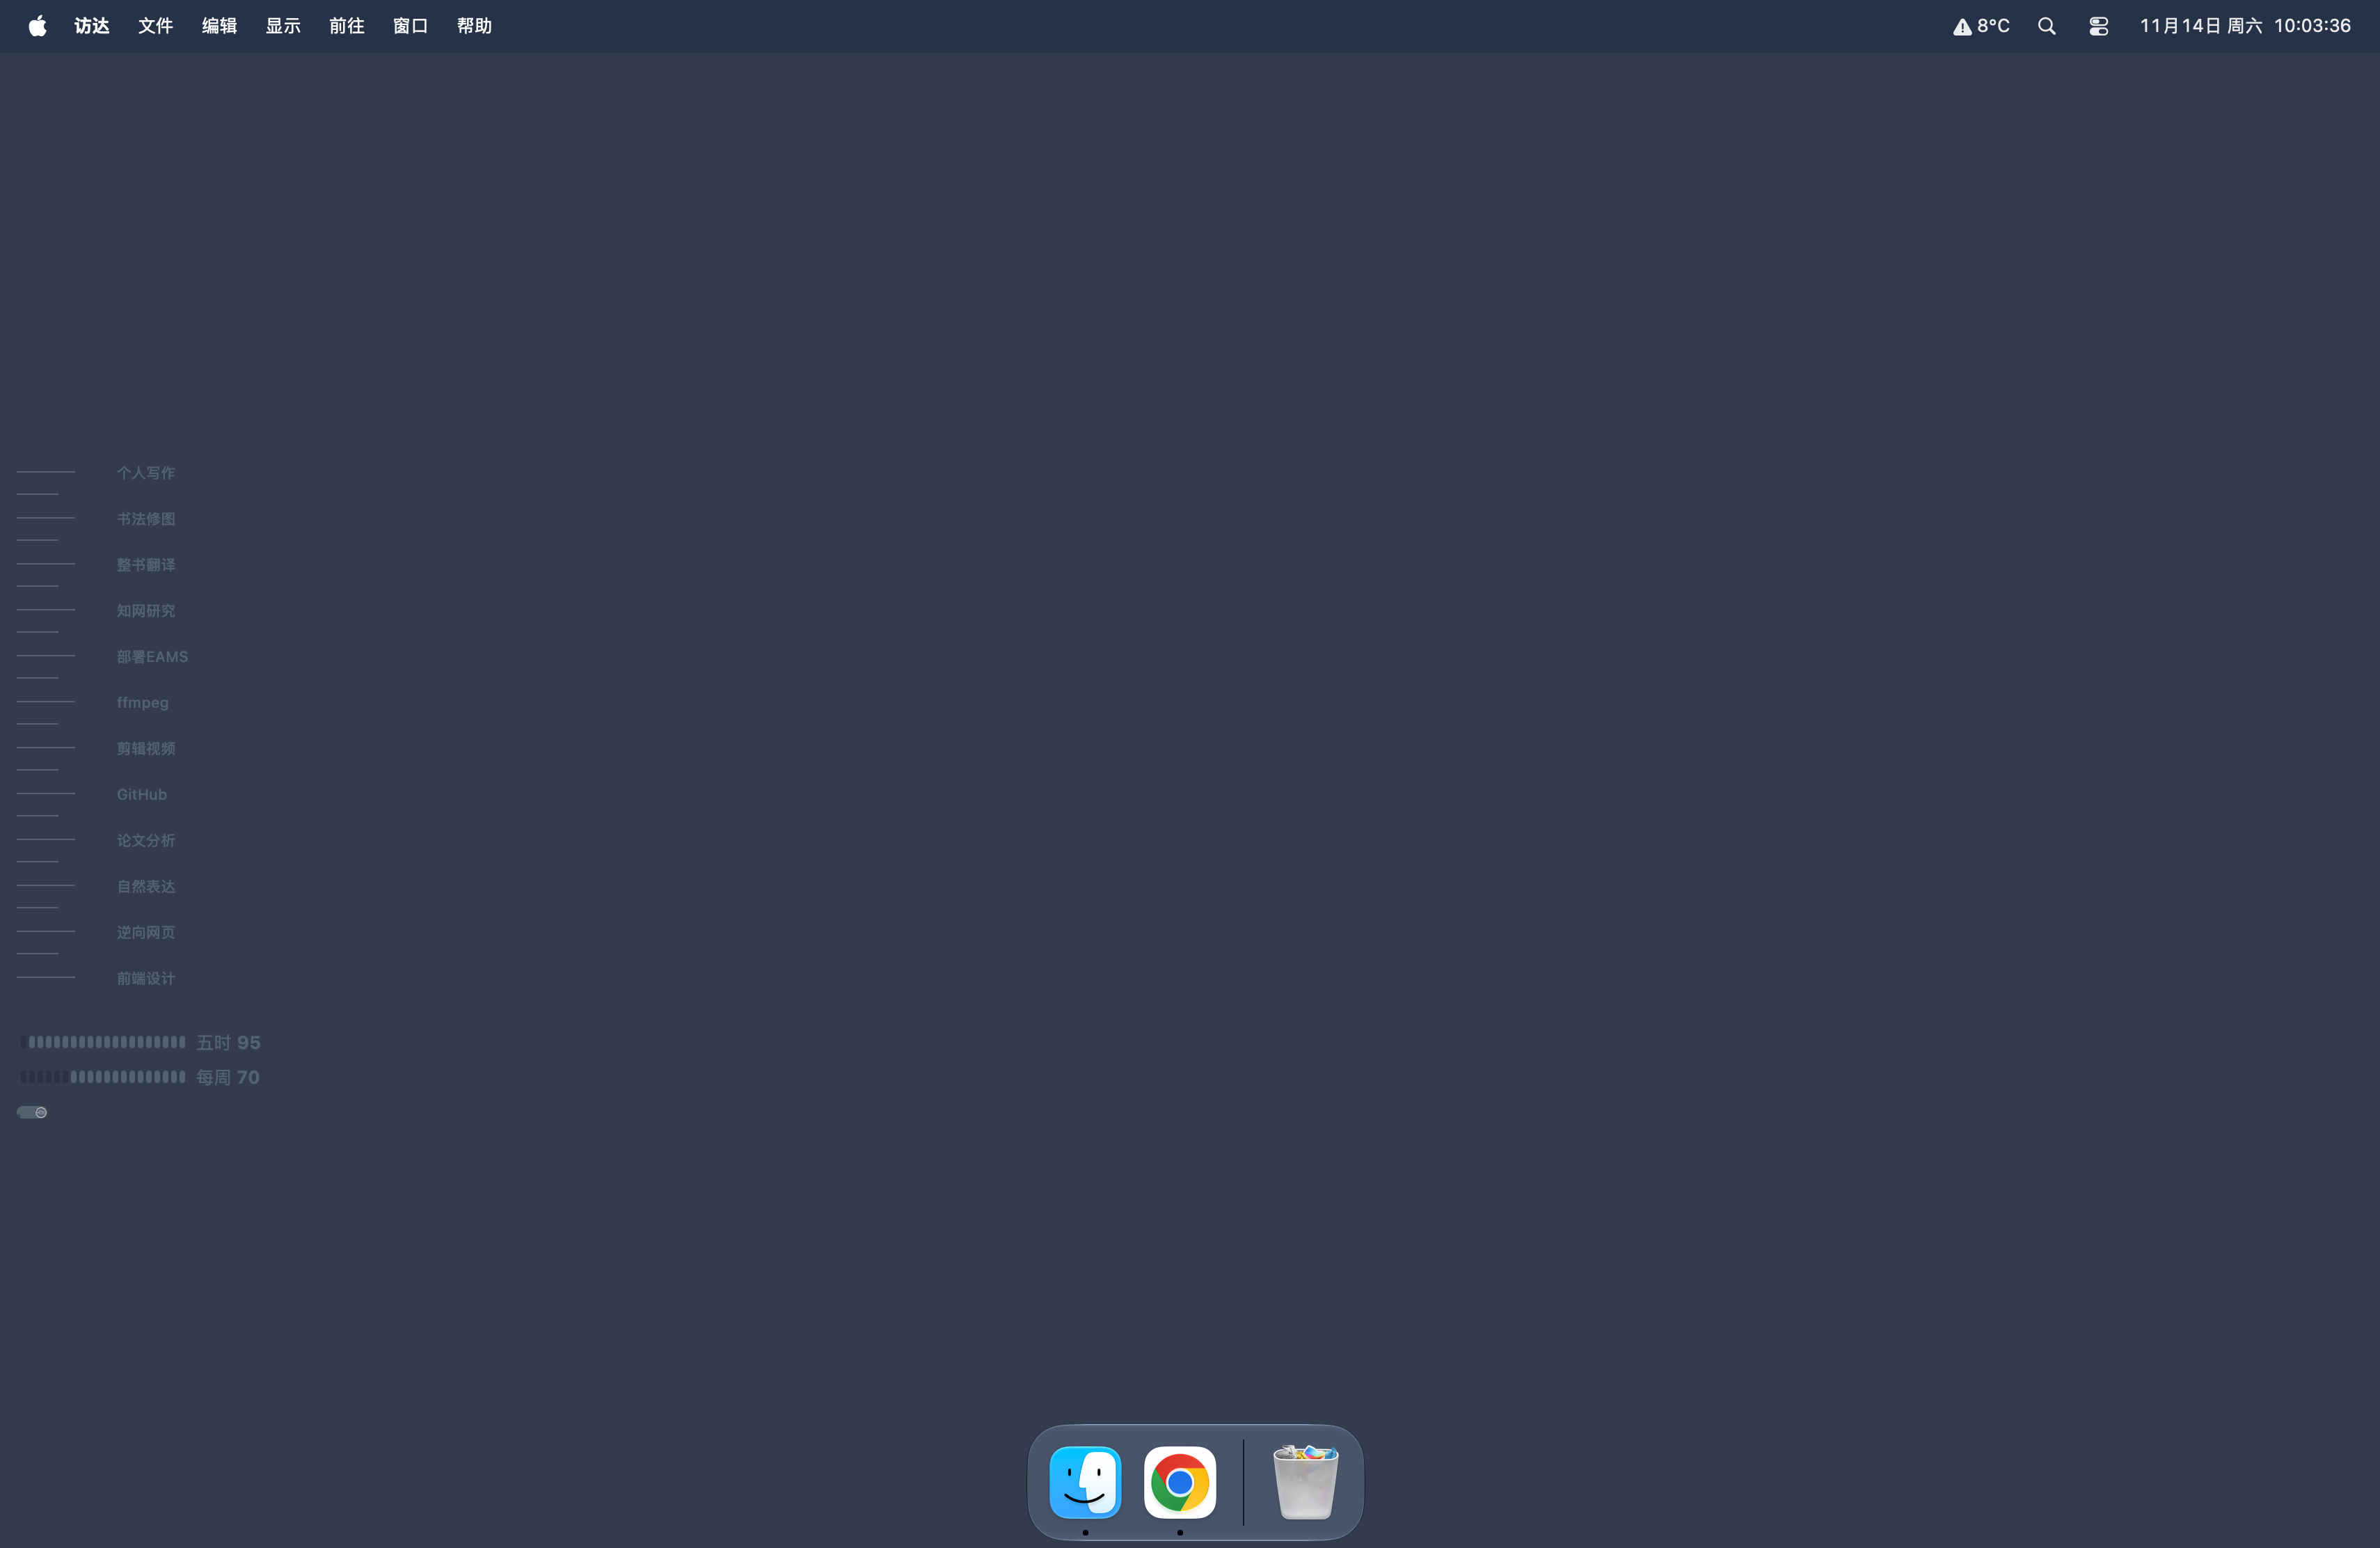 访达 文件 编辑 显示 前往 窗口 帮助 8°C 11月14日 周六 10:03:36
个人写作
书法修图
整书翻译
知网研究
部署EAMS
ffmpeg
剪辑视频
GitHub
论文分析
自然表达
逆向网页
前端设计
五时 95
每周 70